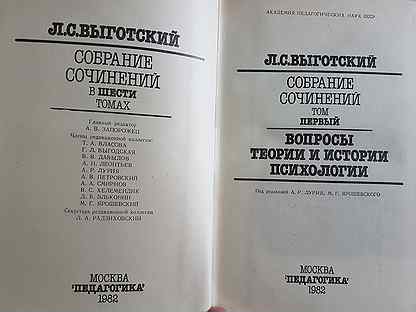 Л.С.ВЫГОТСКИЙ
СОБРАНИЕ
СОЧИНЕНИЙ
В ШЕСТИ
ТОМАХ
Главный редактор
А. В. ЗАПОРОЖЕЦ
Члены редакционной коллегии:
Т. А. ВЛАСОВА
Г. Л. ВЫГОДСКАЯ
В. В. ДАВЫДОВ
А. Н. ЛЕОНТЬЕВ
А. Р. ЛУРИЯ
А. В. ПЕТРОВСКИЙ
А. А. СМИРНОВ
В. С. ХЕЛЕМЕНДИК
Д. Б. ЭЛЬКОНИН
М. Г. ЯРОШЕВСКИЙ
Секретарь редакционной коллегии
Л. А. РАДЗИХОВСКИЙ
МОСКВА
"ПЕДАГОГИКА"
1982
АКАДЕМИЯ ПЕДАГОГИЧЕСКИХ НАУК СССР
Л.С.ВЫГОТСКИЙ
СОБРАНИЕ
СОЧИНЕНИЙ
ТОМ
ПЕРВЫЙ
ВОПРОСЫ
ТЕОРИИ И ИСТОРИИ
ПСИХОЛОГИИ
Под редакцией А. Р. ЛУРИЯ, М. Г. ЯРОШЕВСКОГО
МОСКВА
"ПЕДАГОГИКА"
1982